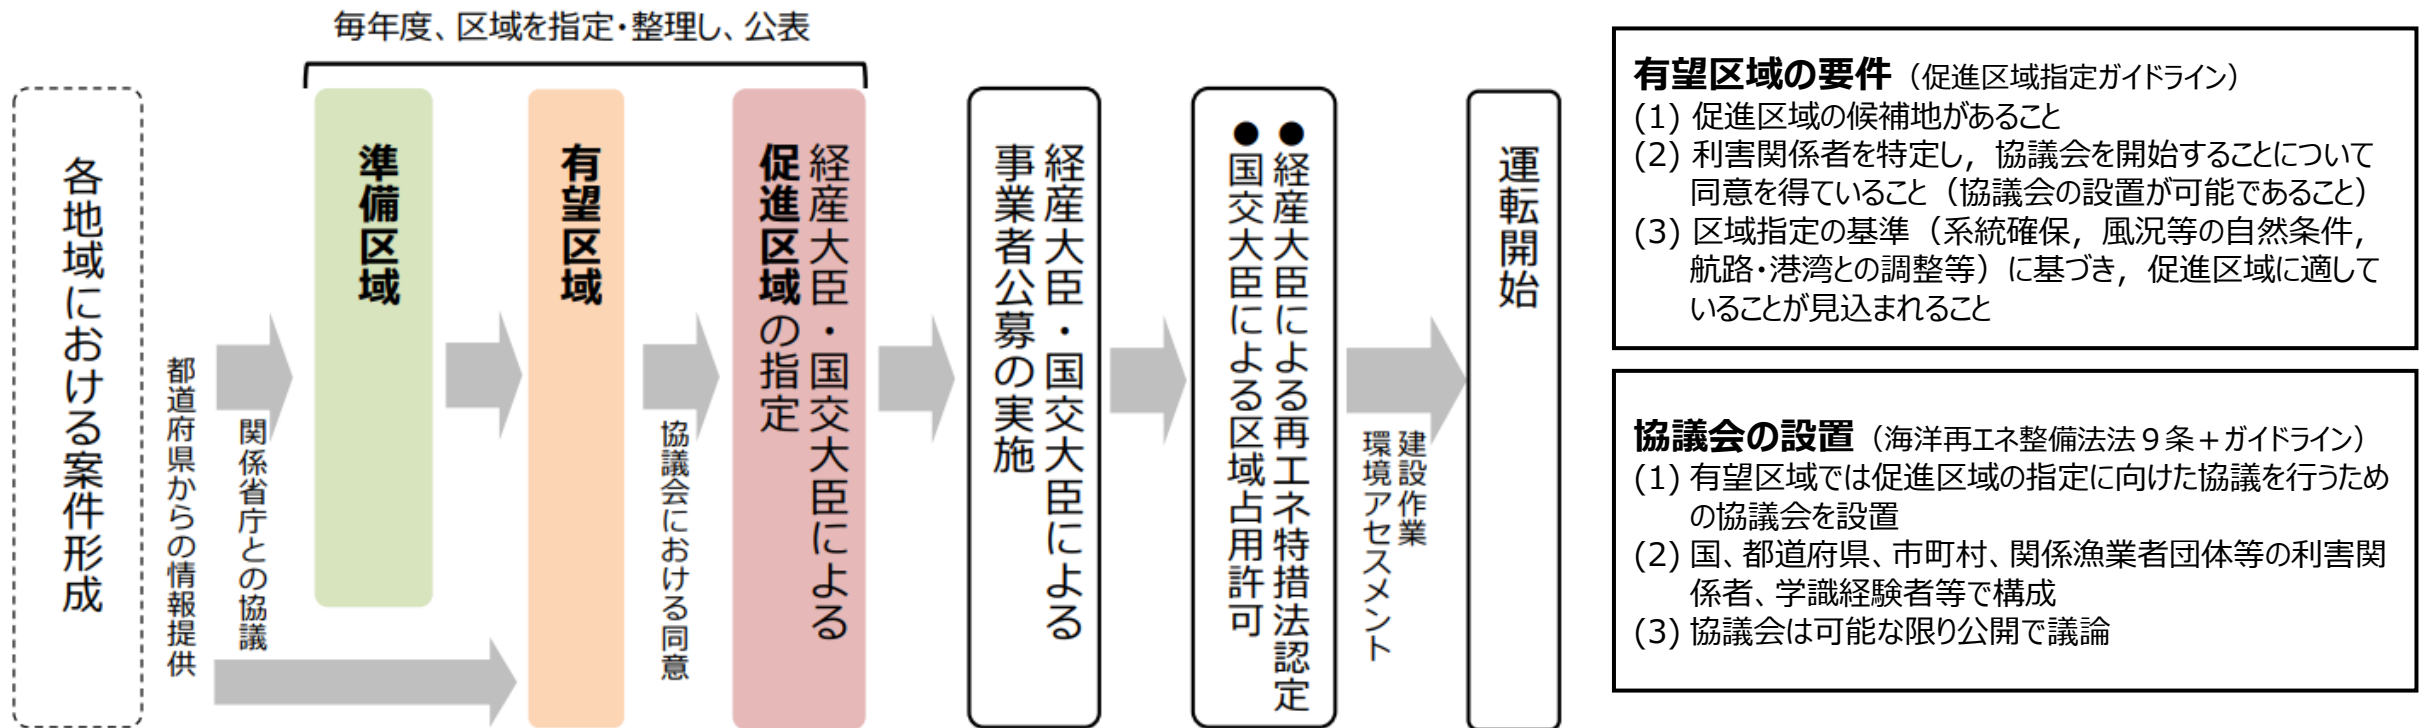 毎年度、区域を指定・整理し、公表
各地域における案件形成
都道府県からの情報提供
関係省庁との協議
準備区域
有望区域
協議会における同意
経産大臣・国交大臣による
促進区域の指定
経産大臣・国交大臣による
事業者公募の実施
●経産大臣による再エネ特措法認定
●国交大臣による区域占用許可
建設作業
環境アセスメント
運転開始
有望区域の要件（促進区域指定ガイドライン）
(1) 促進区域の候補地があること
(2) 利害関係者を特定し，協議会を開始することについて
同意を得ていること（協議会の設置が可能であること）
(3) 区域指定の基準（系統確保，風況等の自然条件，
航路・港湾との調整等）に基づき，促進区域に適して
いることが見込まれること
協議会の設置（海洋再エネ整備法法９条＋ガイドライン）
(1) 有望区域では促進区域の指定に向けた協議を行うため
の協議会を設置
(2) 国、都道府県、市町村、関係漁業者団体等の利害関
係者、学識経験者等で構成
(3) 協議会は可能な限り公開で議論